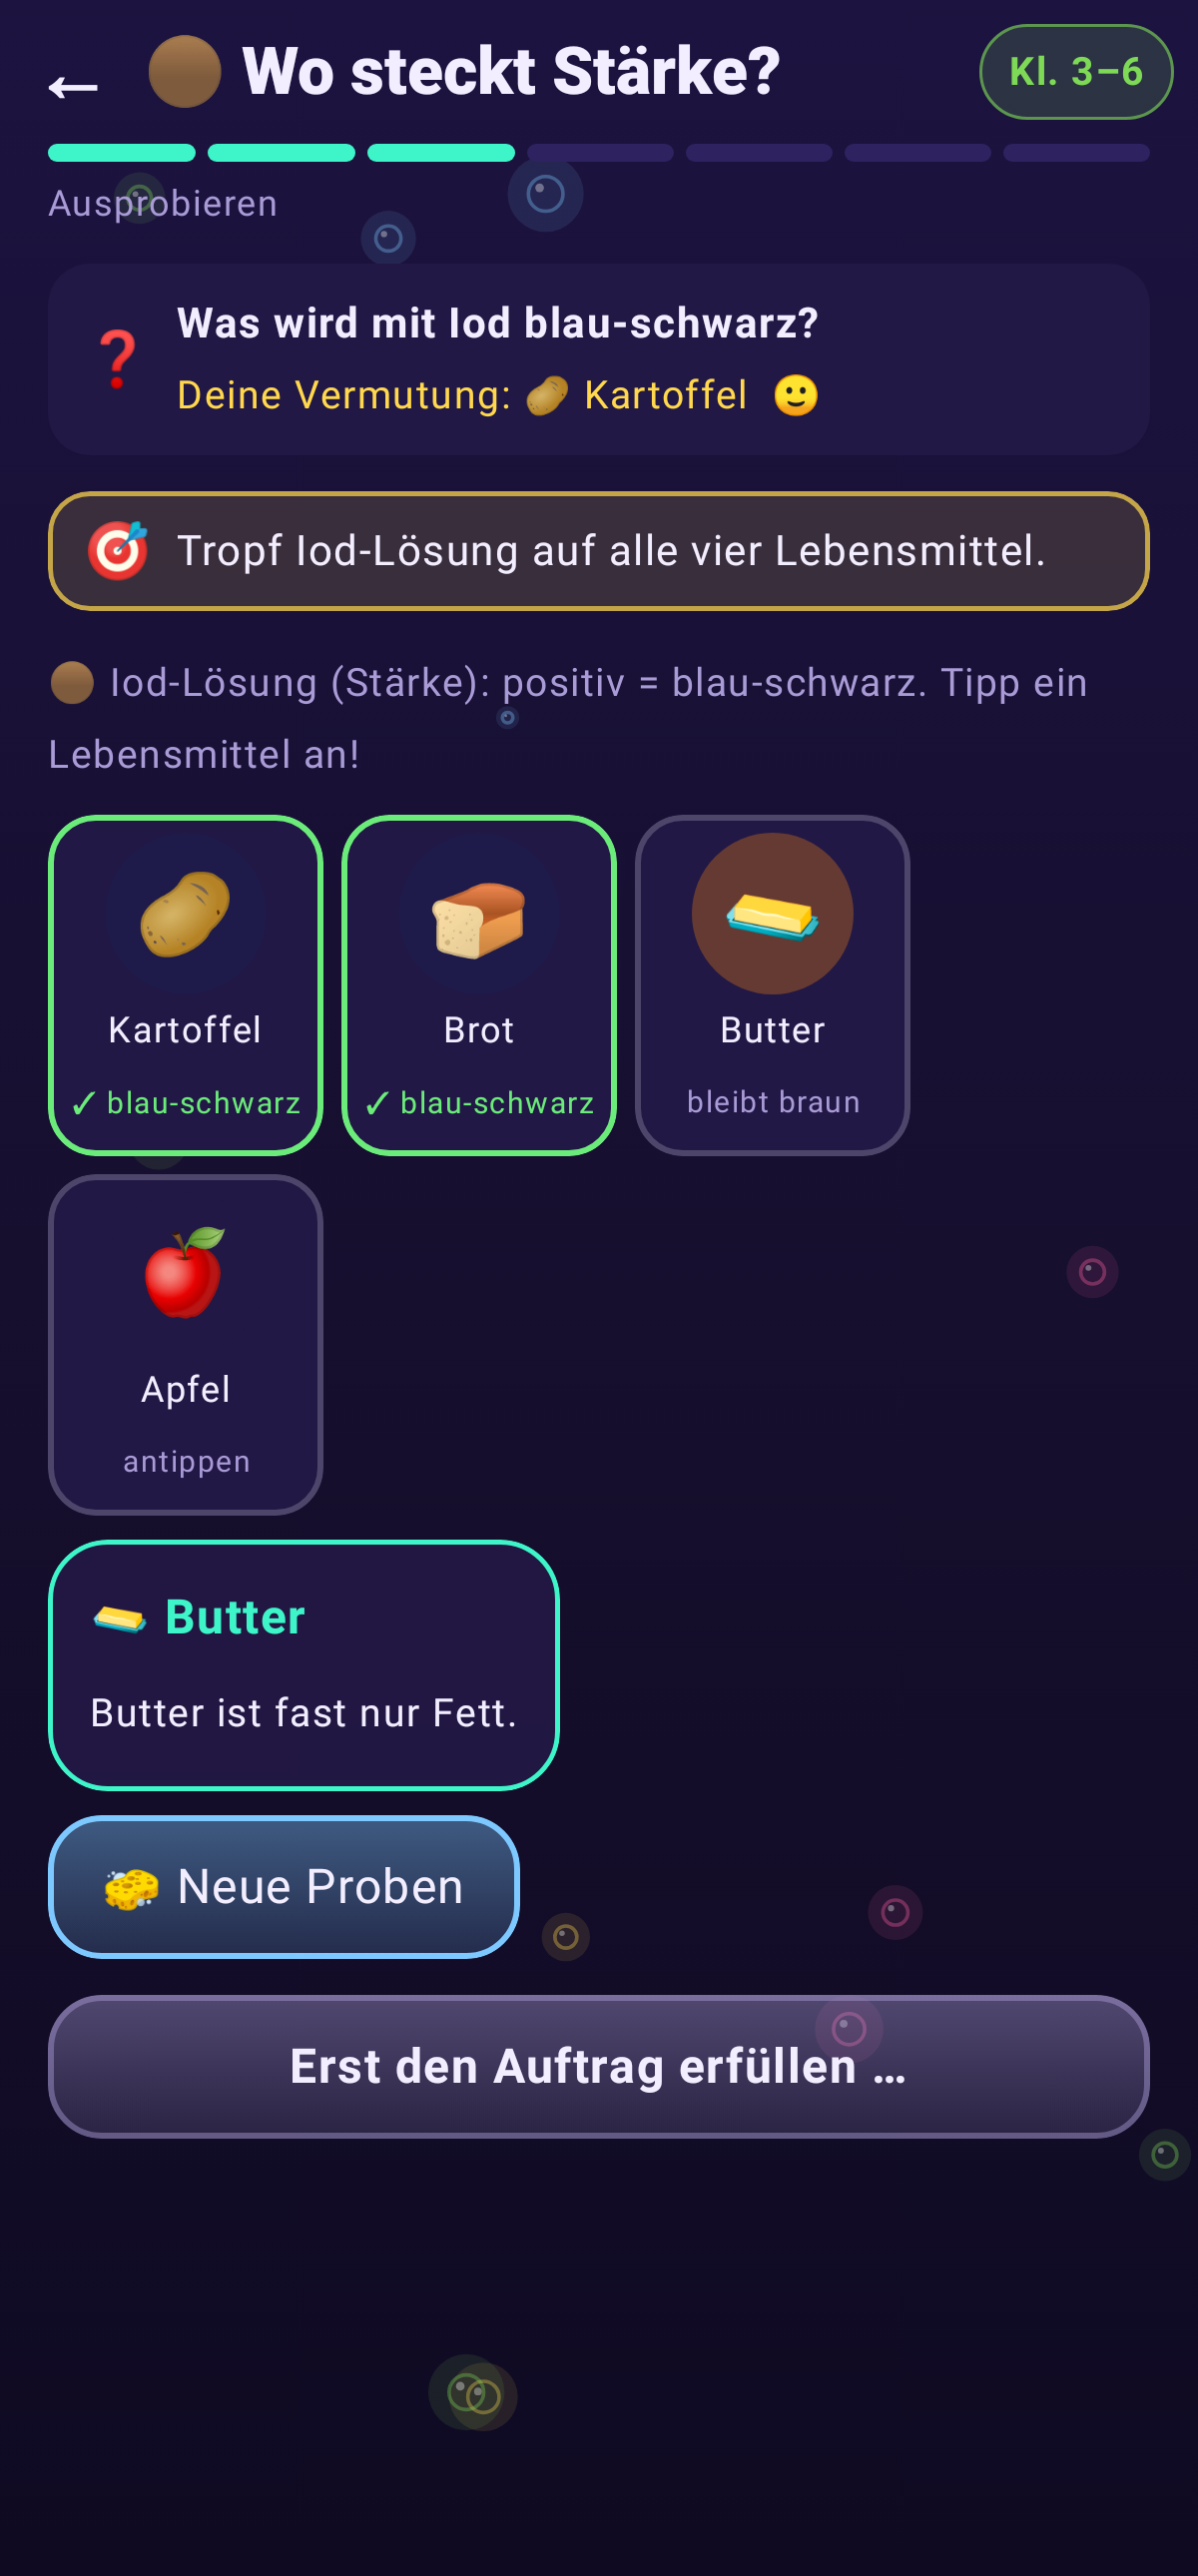 ← Wo steckt Stärke? Kl. 3–6
Ausprobieren
❓ Was wird mit Iod blau-schwarz?
Deine Vermutung: 🥔 Kartoffel 🙂
🎯 Tropf Iod-Lösung auf alle vier Lebensmittel.
🟤 Iod-Lösung (Stärke): positiv = blau-schwarz. Tipp ein
Lebensmittel an!
Kartoffel
✓ blau-schwarz
Brot
✓ blau-schwarz
Butter
bleibt braun
Apfel
antippen
🧈 Butter
Butter ist fast nur Fett.
🧽 Neue Proben
Erst den Auftrag erfüllen …